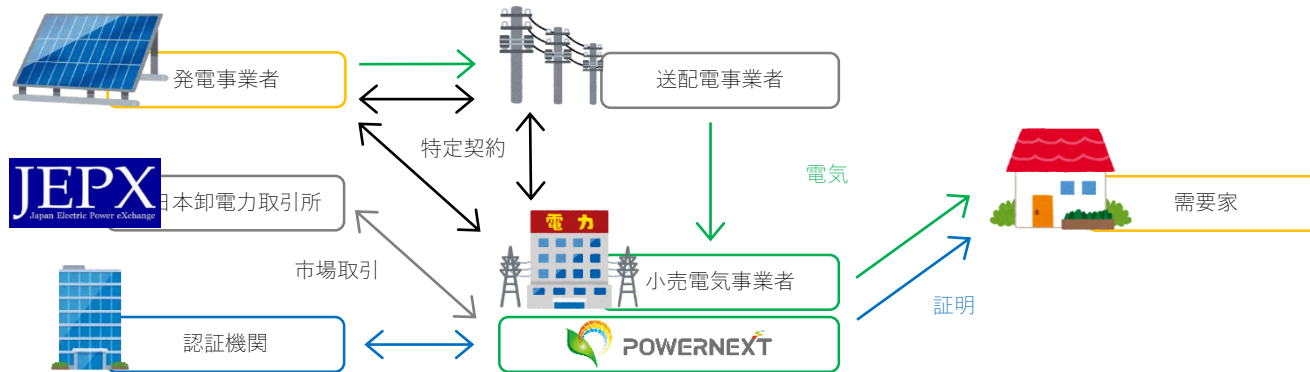 発電事業者
送配電事業者
特定契約
電気
JEPX
Japan Electric Power eXchange
日本卸電力取引所
需要家
電力
市場取引
小売電気事業者
証明
認証機関
POWERNEXT